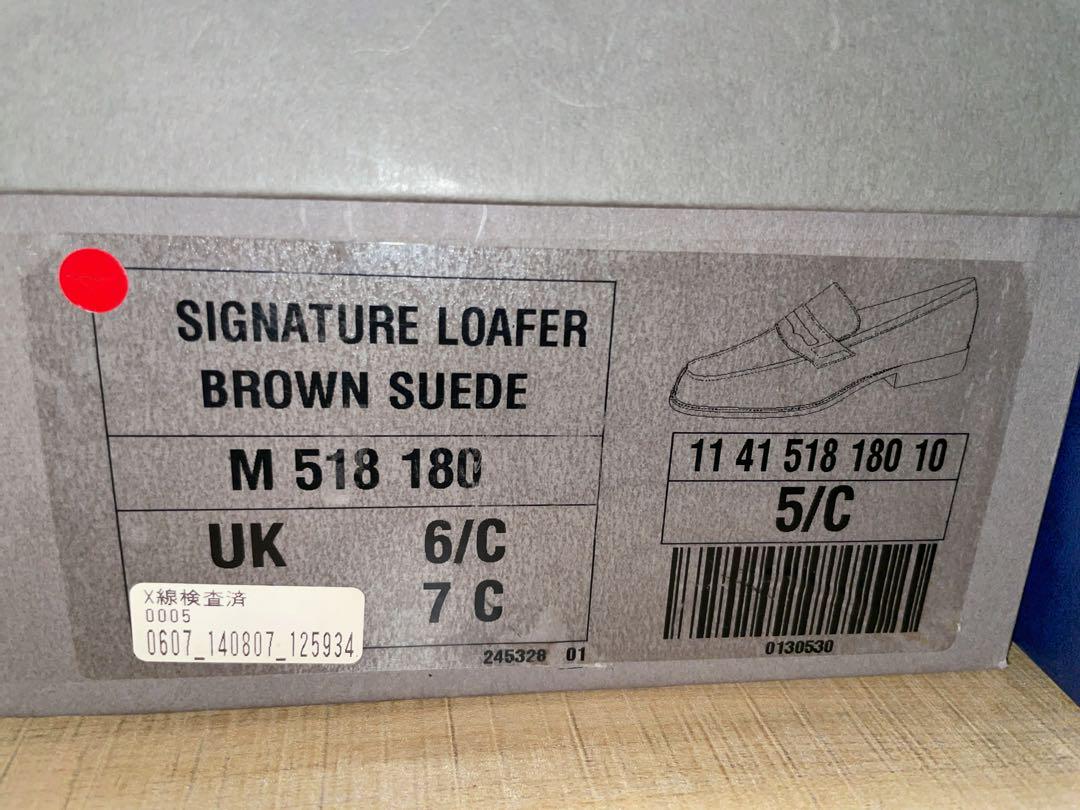 SIGNATURE LOAFER
BROWN SUEDE
M 518 180
UK 6/C
7 C
X線検査済
0005
0607_140807_125934
245328 01
11 41 518 180 10
5/C
0130530